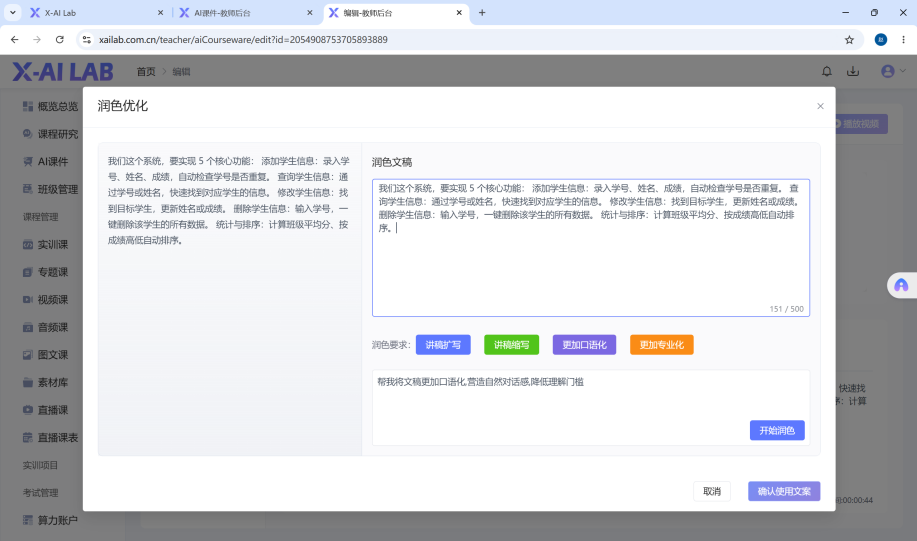 X-AI Lab
AI课件-教师后台
编辑-教师后台
xailab.com.cn/teacher/aiCourseware/edit?id=2054908753705893889
X-AI LAB
首页
编辑
概览总览
课程研究
AI课件
班级管理
课程管理
实训课
专题课
视频课
音频课
图文课
素材库
直播课
直播课表
实训项目
考试管理
算力账户
播放视频
润色优化
我们这个系统，要实现 5 个核心功能： 添加学生信息：录入学
号、姓名、成绩，自动检查学号是否重复。 查询学生信息：通
过学号或姓名，快速找到对应学生的信息。 修改学生信息：找
到目标学生，更新姓名或成绩。 删除学生信息：输入学号，一
键删除该学生的所有数据。 统计与排序：计算班级平均分、按
成绩高低自动排序。
润色文稿
我们这个系统，要实现 5 个核心功能： 添加学生信息：录入学号、姓名、成绩，自动检查学号是否重复。 查
询学生信息：通过学号或姓名，快速找到对应学生的信息。 修改学生信息：找到目标学生，更新姓名或成绩。
删除学生信息：输入学号，一键删除该学生的所有数据。 统计与排序：计算班级平均分、按成绩高低自动排
序。
151 / 500
润色要求：
讲稿扩写
讲稿缩写
更加口语化
更加专业化
帮我将文稿更加口语化,营造自然对话感,降低理解门槛
开始润色
取消
确认使用文案
快速找
序：计算
00:00:44